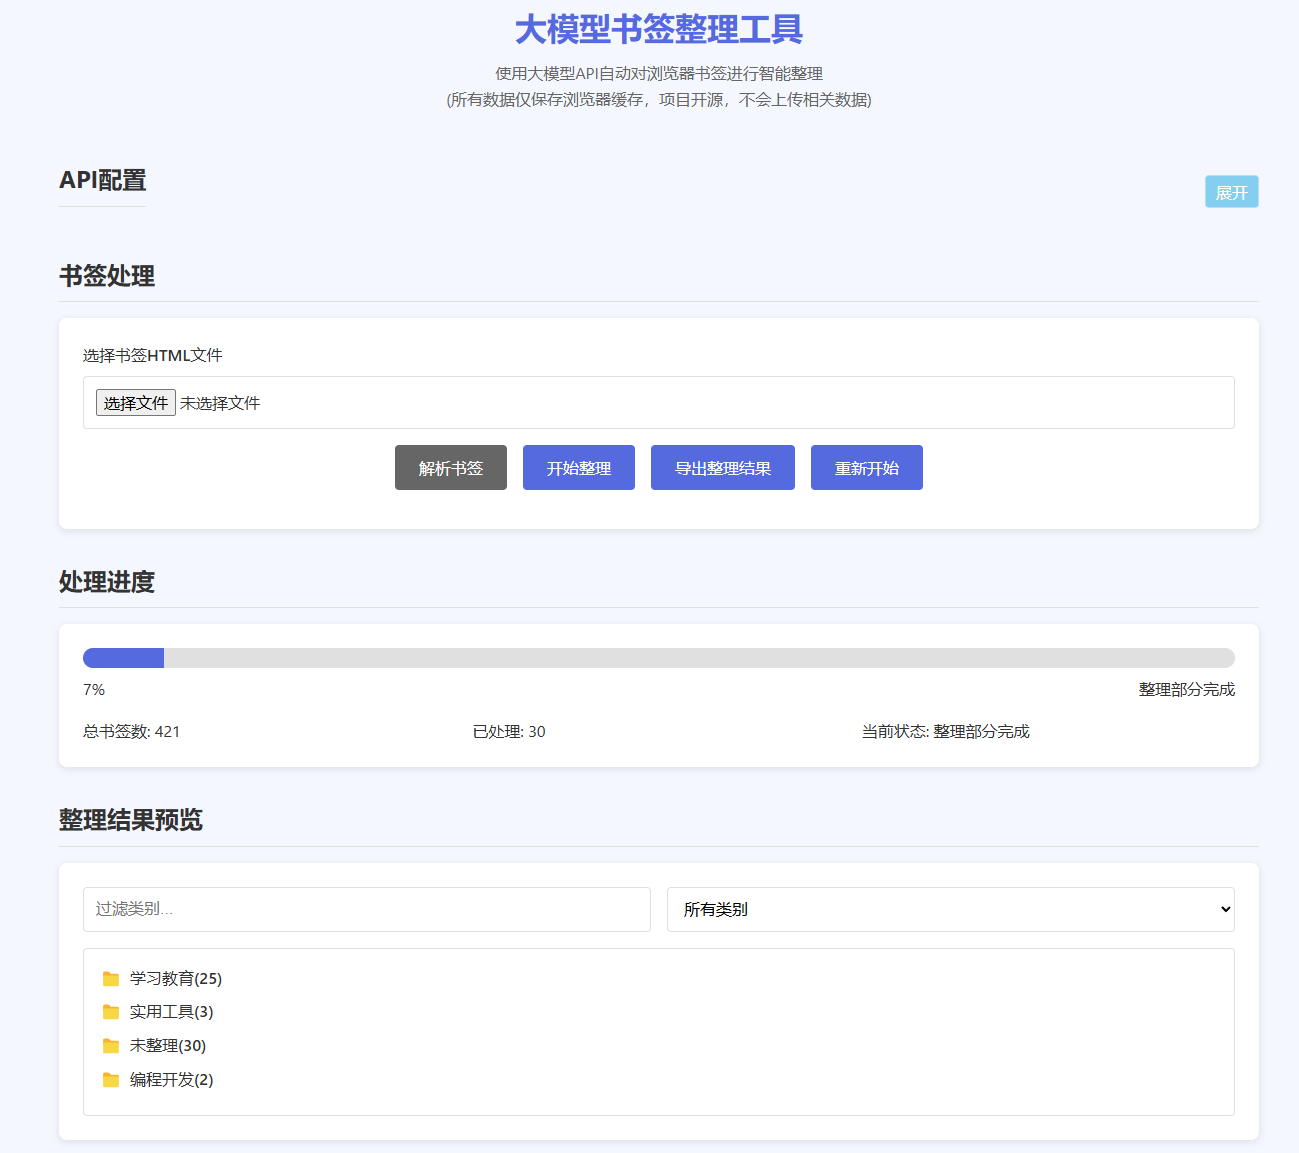 大模型书签整理工具
使用大模型API自动对浏览器书签进行智能整理
(所有数据仅保存浏览器缓存，项目开源，不会上传相关数据)
API配置
展开
书签处理
选择书签HTML文件
选择文件 未选择文件
解析书签 开始整理 导出整理结果 重新开始
处理进度
7% 整理部分完成
总书签数: 421 已处理: 30 当前状态: 整理部分完成
整理结果预览
过滤类别... 所有类别
学习教育(25)
实用工具(3)
未整理(30)
编程开发(2)